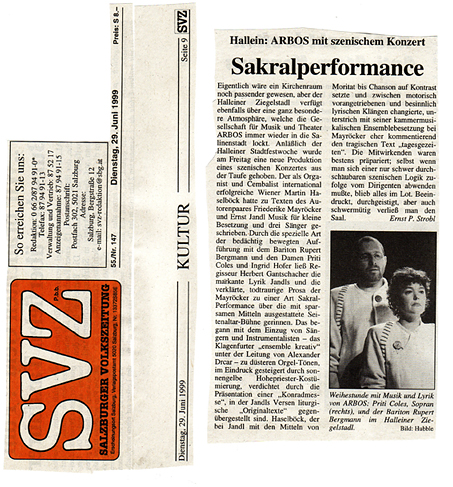 Preis: S 8,–
Dienstag, 29. Juni 1999
55./Nr. 147
So erreichen Sie uns:
Redaktion: 0 66 2/87 94 91-0*
Telefax: 87 94 91-13
Verwaltung und Vertrieb: 87 52 17
Anzeigenannahme: 87 94 91-15
Postanschrift:
Postfach 302, 5021 Salzburg
Adresse:
Salzburg, Bergstraße 12
e-mail: svz-redaktion@sbg.at
SVZ
P.b.b.
SALZBURGER VOLKSZEITUNG
Seite 9 SVZ
KULTUR
Dienstag, 29. Juni 1999
Hallein: ARBOS mit szenischem Konzert
Sakralperformance
Eigentlich wäre ein Kirchenraum
noch passender gewesen, aber der
Halleiner Ziegelstadl verfügt
ebenfalls über eine ganz besonde-
re Atmosphäre, welche die Ge-
sellschaft für Musik und Theater
ARBOS immer wieder in die Sa-
linenstadt lockt. Anläßlich der
Halleiner Stadtfestwoche wurde
am Freitag eine neue Produktion
eines szenischen Konzertes aus
der Taufe gehoben. Der als Orga-
nist und Cembalist international
erfolgreiche Wiener Martin Ha-
selböck hatte zu Texten des Au-
torenpaares Friederike Mayröcker
und Ernst Jandl Musik für kleine
Besetzung und drei Sänger ge-
schrieben. Durch die spezielle Art
der bedächtig bewegten Auf-
führung mit dem Bariton Rupert
Bergmann und den Damen Priti
Coles und Ingrid Hofer ließ Re-
gisseur Herbert Gantschacher die
markante Lyrik Jandls und die
verklärte, todtraurige Prosa der
Mayröcker zu einer Art Sakral-
Performance über die mit spar-
samen Mitteln ausgestattete Sei-
tenaltar-Bühne gerinnen. Das be-
gann mit dem Einzug von Sän-
gern und Instrumentalisten – das
Klagenfurter „ensemble kreativ“
unter der Leitung von Alexander
Drcar – zu düsteren Orgel-Tönen,
im Eindruck gesteigert durch son-
nengelbe Hohepriester-Kostü-
mierung, verdichtet durch die
Präsentation einer „Konradmes-
se“, in der Jandls Versen liturgi-
sche „Originaltexte“ gegen-
übergestellt sind. Haselböck, der
bei Jandl mit den Mitteln von
Moritat bis Chanson auf Kontrast
setzte und zwischen motorisch
vorangetriebenen und besinnlich
lyrischen Klängen changierte, un-
terstrich mit seiner kammermusi-
kalischen Ensemblebesetzung bei
Mayröcker eher kommentierend
den tragischen Text „tagesgezei-
ten“. Die Mitwirkenden waren
bestens präpariert; selbst wenn
man sich einer nur schwer durch-
schaubaren szenischen Logik zu-
folge vom Dirigenten abwenden
mußte, blieb alles im Lot. Beein-
druckt, durchgeistigt, aber auch
schwermütig verließ man den
Saal. Ernst P. Strobl
Weihestunde mit Musik und Lyrik
von ARBOS: Priti Coles, Sopran
(rechts), und der Bariton Rupert
Bergmann im Halleiner Zie-
gelstadl. Bild: Habble